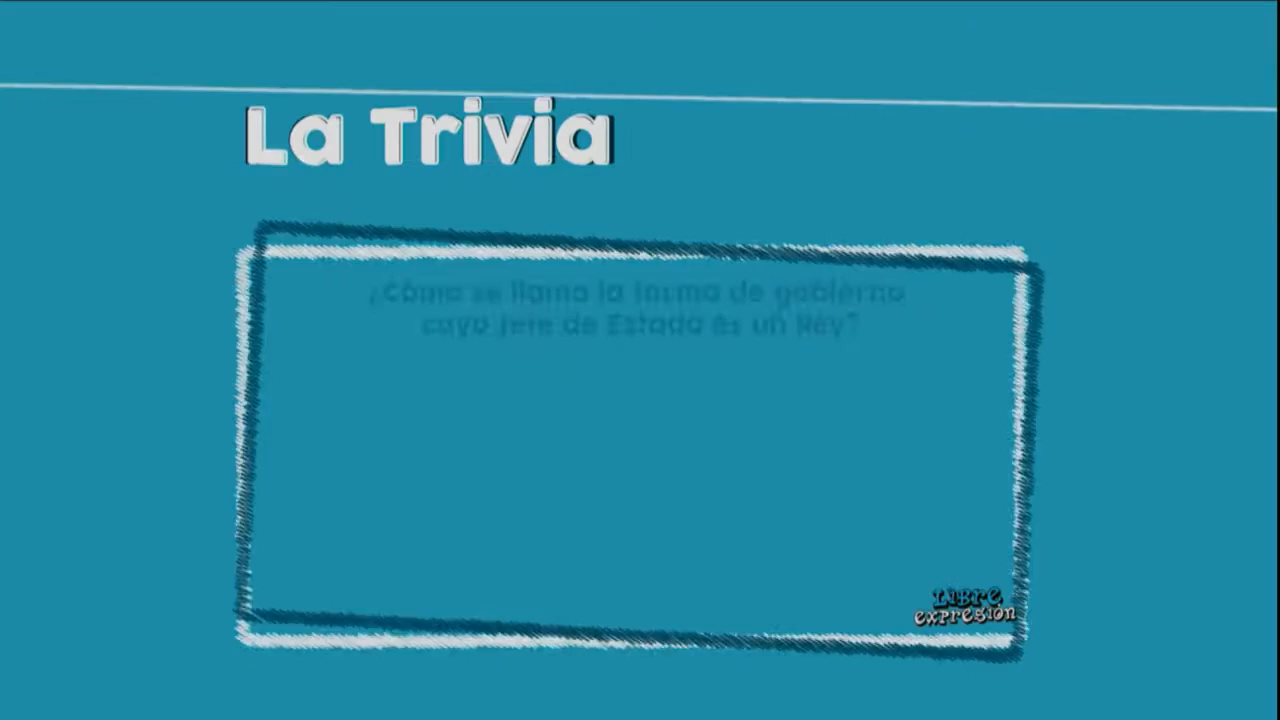 La Trivia
¿Cómo se llama la forma de gobierno
cuyo Jefe de Estado es un Rey?
LIBRE
expresión